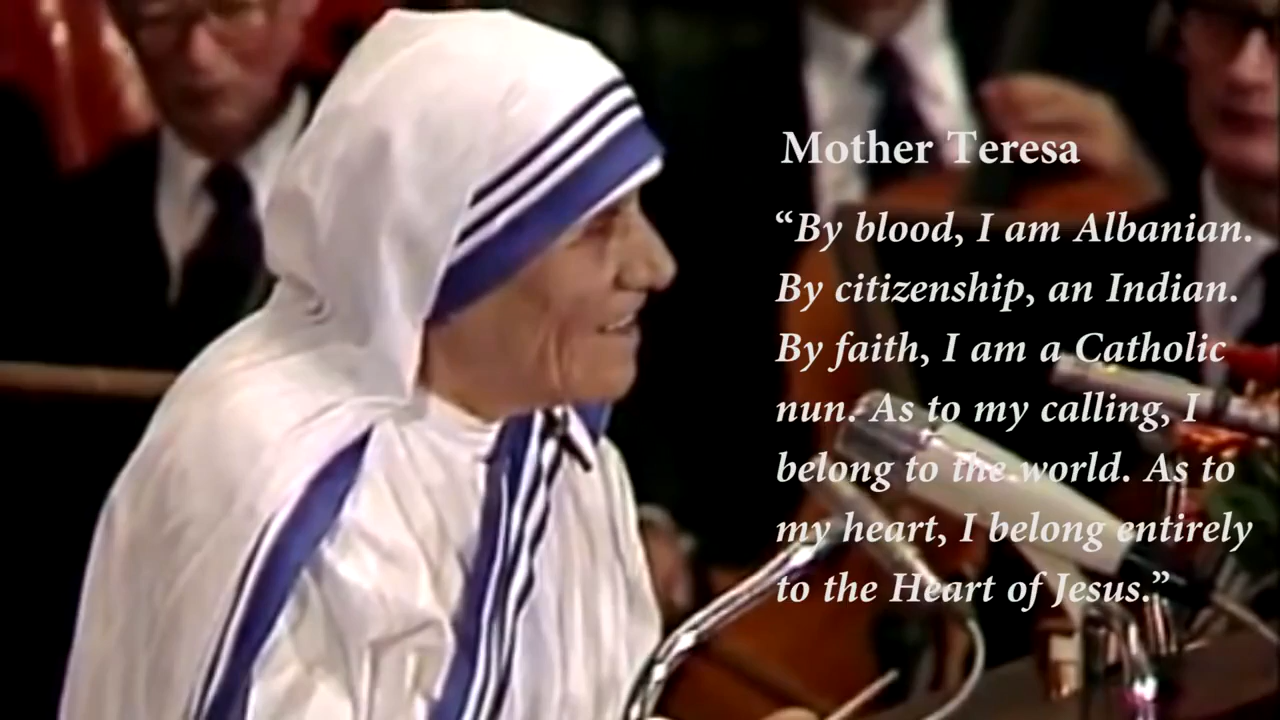 Mother Teresa
“By blood, I am Albanian.
By citizenship, an Indian.
By faith, I am a Catholic
nun. As to my calling, I
belong to the world. As to
my heart, I belong entirely
to the Heart of Jesus.”